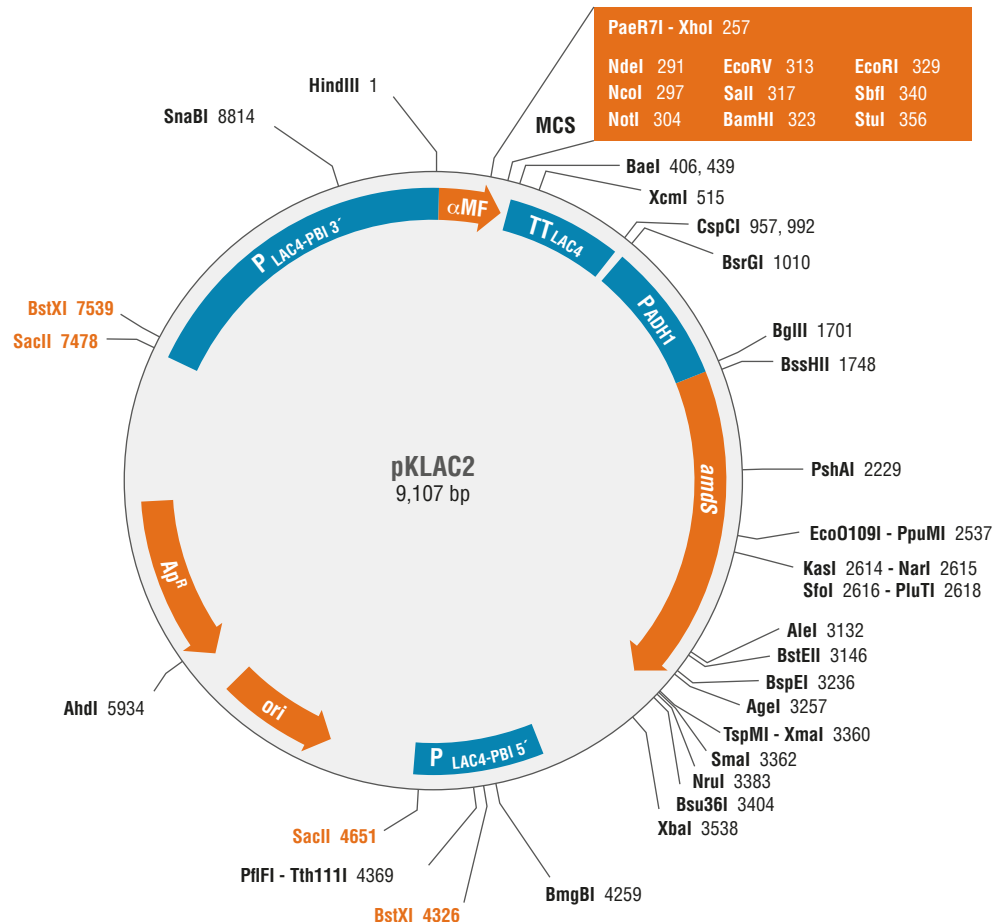 PaeR7I - XhoI 257
NdeI 291 EcoRV 313 EcoRI 329
NcoI 297 SalI 317 SbfI 340
NotI 304 BamHI 323 StuI 356
HindIII 1
SnaBI 8814
MCS
BaeI 406, 439
XcmI 515
CspCI 957, 992
BsrGI 1010
αMF
TT LAC4
P LAC4-PBI 3´
P ADH1
BstXI 7539
SacII 7478
BglII 1701
BssHII 1748
pKLAC2
9,107 bp
amdS
PshAI 2229
EcoO109I - PpuMI 2537
KasI 2614 - NarI 2615
SfoI 2616 - PluTI 2618
ApR
AleI 3132
BstEII 3146
BspEI 3236
AgeI 3257
AhdI 5934
ori
TspMI - XmaI 3360
SmaI 3362
NruI 3383
Bsu36I 3404
XbaI 3538
P LAC4-PBI 5´
SacII 4651
PflFI - Tth111I 4369
BstXI 4326
BmgBI 4259